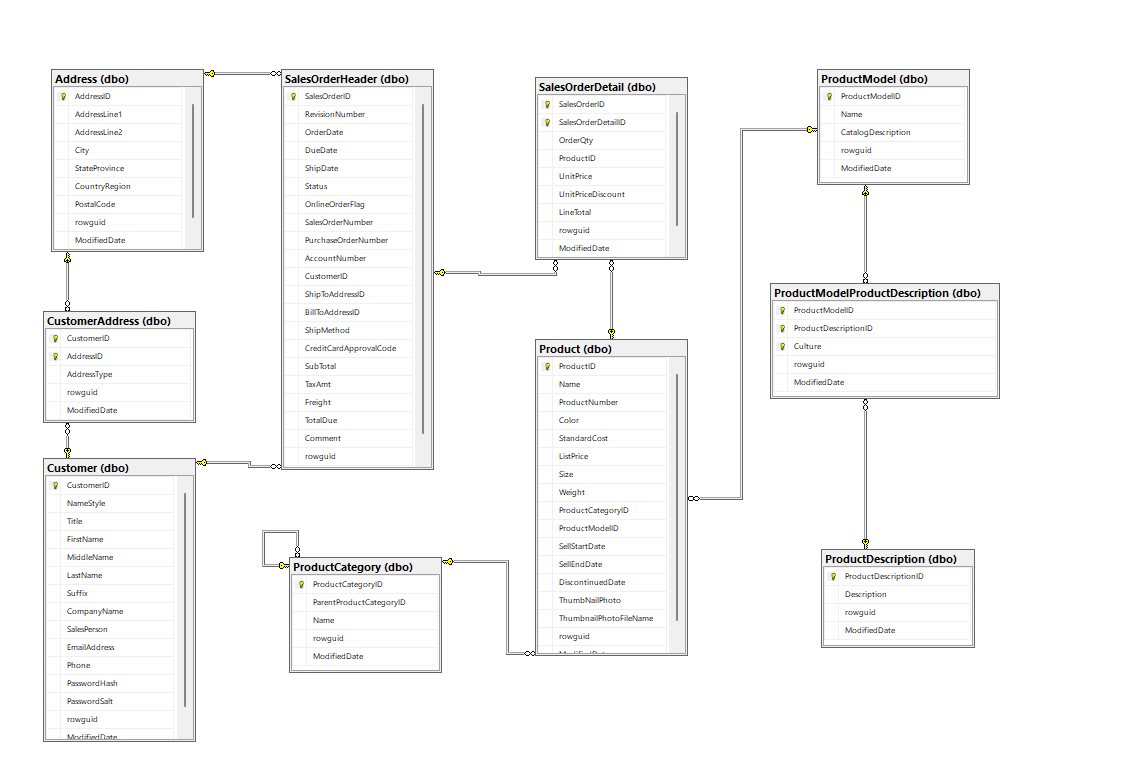 Address (dbo)
AddressID
AddressLine1
AddressLine2
City
StateProvince
CountryRegion
PostalCode
rowguid
ModifiedDate
SalesOrderHeader (dbo)
SalesOrderID
RevisionNumber
OrderDate
DueDate
ShipDate
Status
OnlineOrderFlag
SalesOrderNumber
PurchaseOrderNumber
AccountNumber
CustomerID
ShipToAddressID
BillToAddressID
ShipMethod
CreditCardApprovalCode
SubTotal
TaxAmt
Freight
TotalDue
Comment
rowguid
SalesOrderDetail (dbo)
SalesOrderID
SalesOrderDetailID
OrderQty
ProductID
UnitPrice
UnitPriceDiscount
LineTotal
rowguid
ModifiedDate
ProductModel (dbo)
ProductModelID
Name
CatalogDescription
rowguid
ModifiedDate
CustomerAddress (dbo)
CustomerID
AddressID
AddressType
rowguid
ModifiedDate
ProductModelProductDescription (dbo)
ProductModelID
ProductDescriptionID
Culture
rowguid
ModifiedDate
Product (dbo)
ProductID
Name
ProductNumber
Color
StandardCost
ListPrice
Size
Weight
ProductCategoryID
ProductModelID
SellStartDate
SellEndDate
DiscontinuedDate
ThumbNailPhoto
ThumbnailPhotoFileName
rowguid
ModifiedDate
Customer (dbo)
CustomerID
NameStyle
Title
FirstName
MiddleName
LastName
Suffix
CompanyName
SalesPerson
EmailAddress
Phone
PasswordHash
PasswordSalt
rowguid
ModifiedDate
ProductCategory (dbo)
ProductCategoryID
ParentProductCategoryID
Name
rowguid
ModifiedDate
ProductDescription (dbo)
ProductDescriptionID
Description
rowguid
ModifiedDate